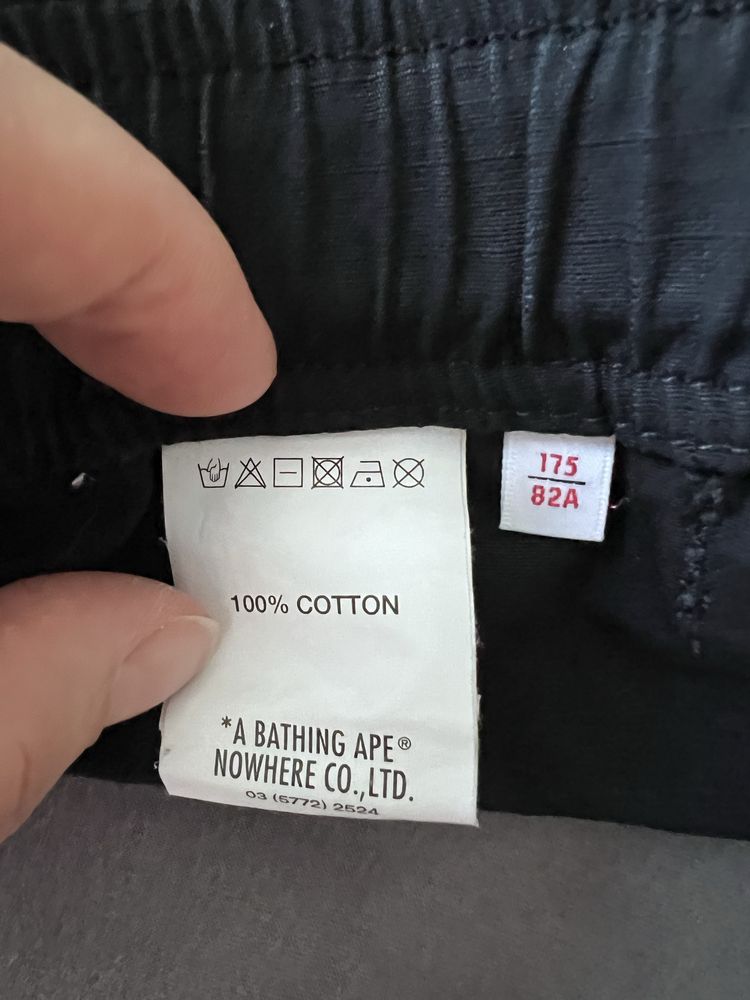 175
82A
100% COTTON
*A BATHING APE®
NOWHERE CO.,LTD.
03 (5772) 2524